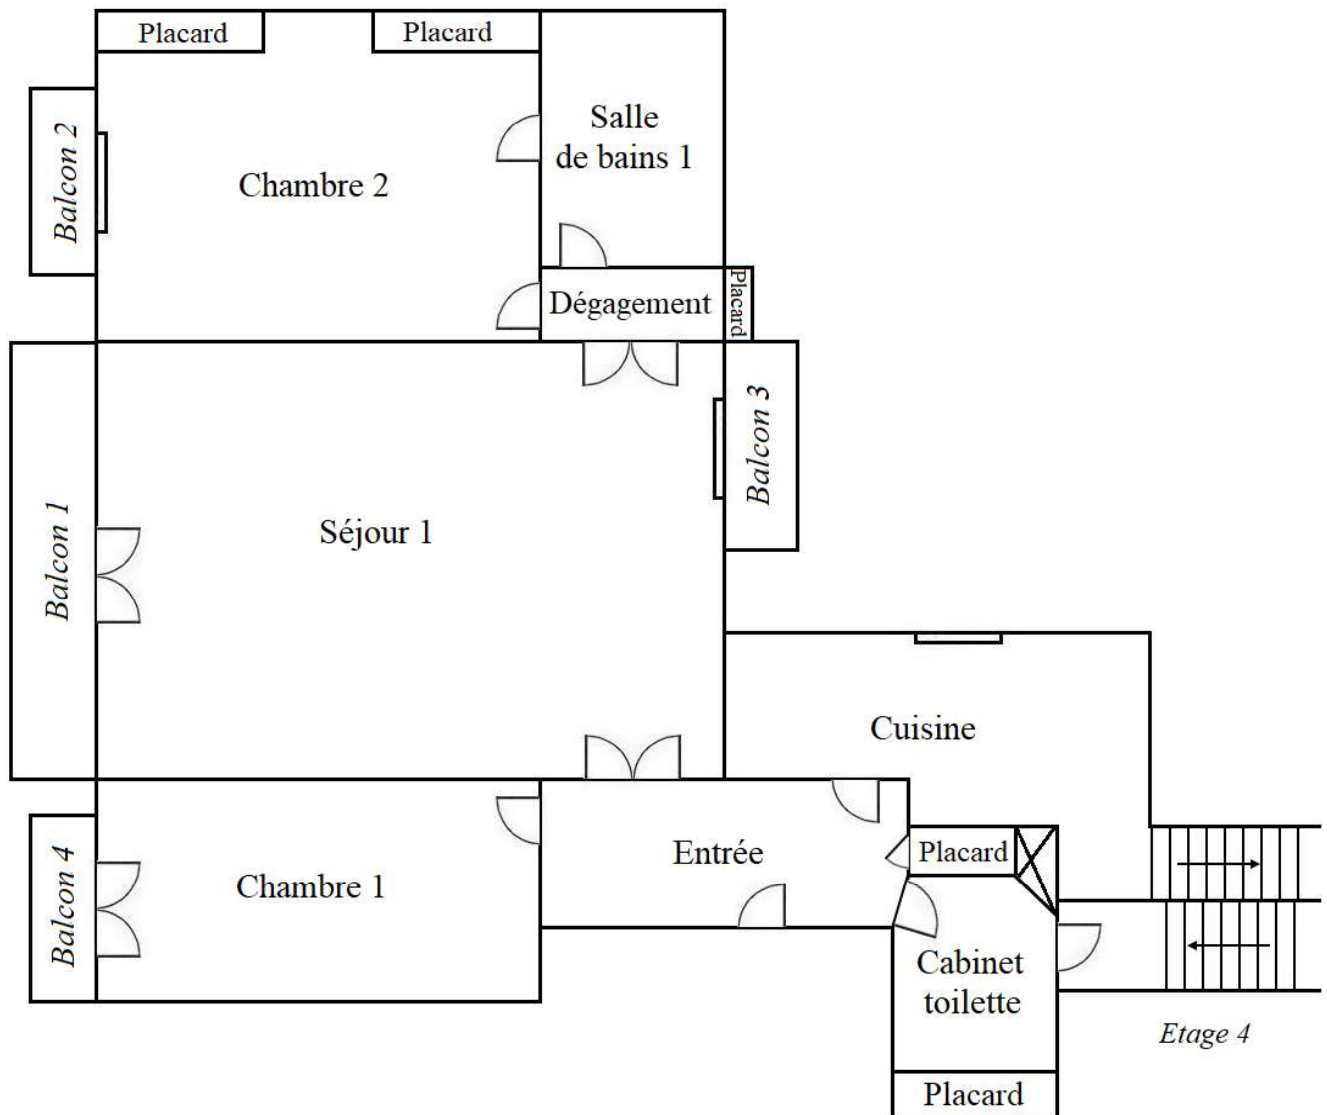 Placard
Placard
Balcon 2
Chambre 2
Salle
de bains 1
Dégagement
Placard
Balcon 1
Séjour 1
Balcon 3
Cuisine
Balcon 4
Chambre 1
Entrée
Placard
Cabinet
toilette
Etage 4
Placard